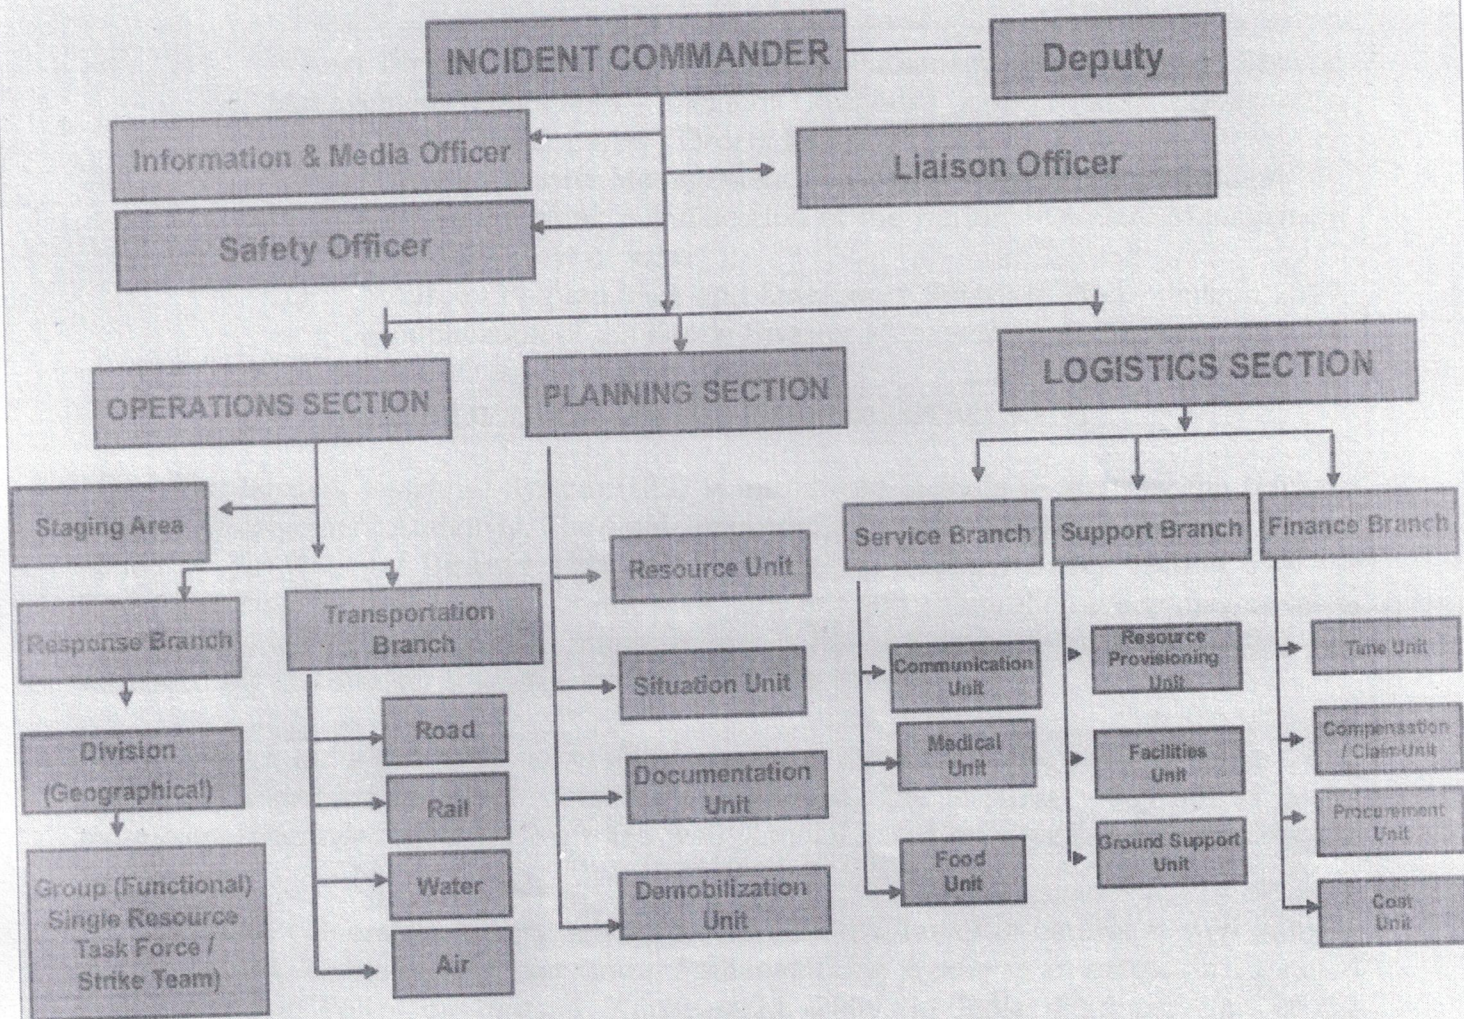 INCIDENT COMMANDER
Deputy
Information & Media Officer
Liaison Officer
Safety Officer
OPERATIONS SECTION
PLANNING SECTION
LOGISTICS SECTION
Staging Area
Response Branch
Transportation
Branch
Division
(Geographical)
Group (Functional)
Single Resource
Task Force /
Strike Team)
Road
Rail
Water
Air
Resource Unit
Situation Unit
Documentation
Unit
Demobilization
Unit
Service Branch
Support Branch
Finance Branch
Communication
Unit
Medical
Unit
Food
Unit
Resource
Provisioning
Unit
Facilities
Unit
Ground Support
Unit
Time Unit
Compensation
/ Claim Unit
Procurement
Unit
Cost
Unit